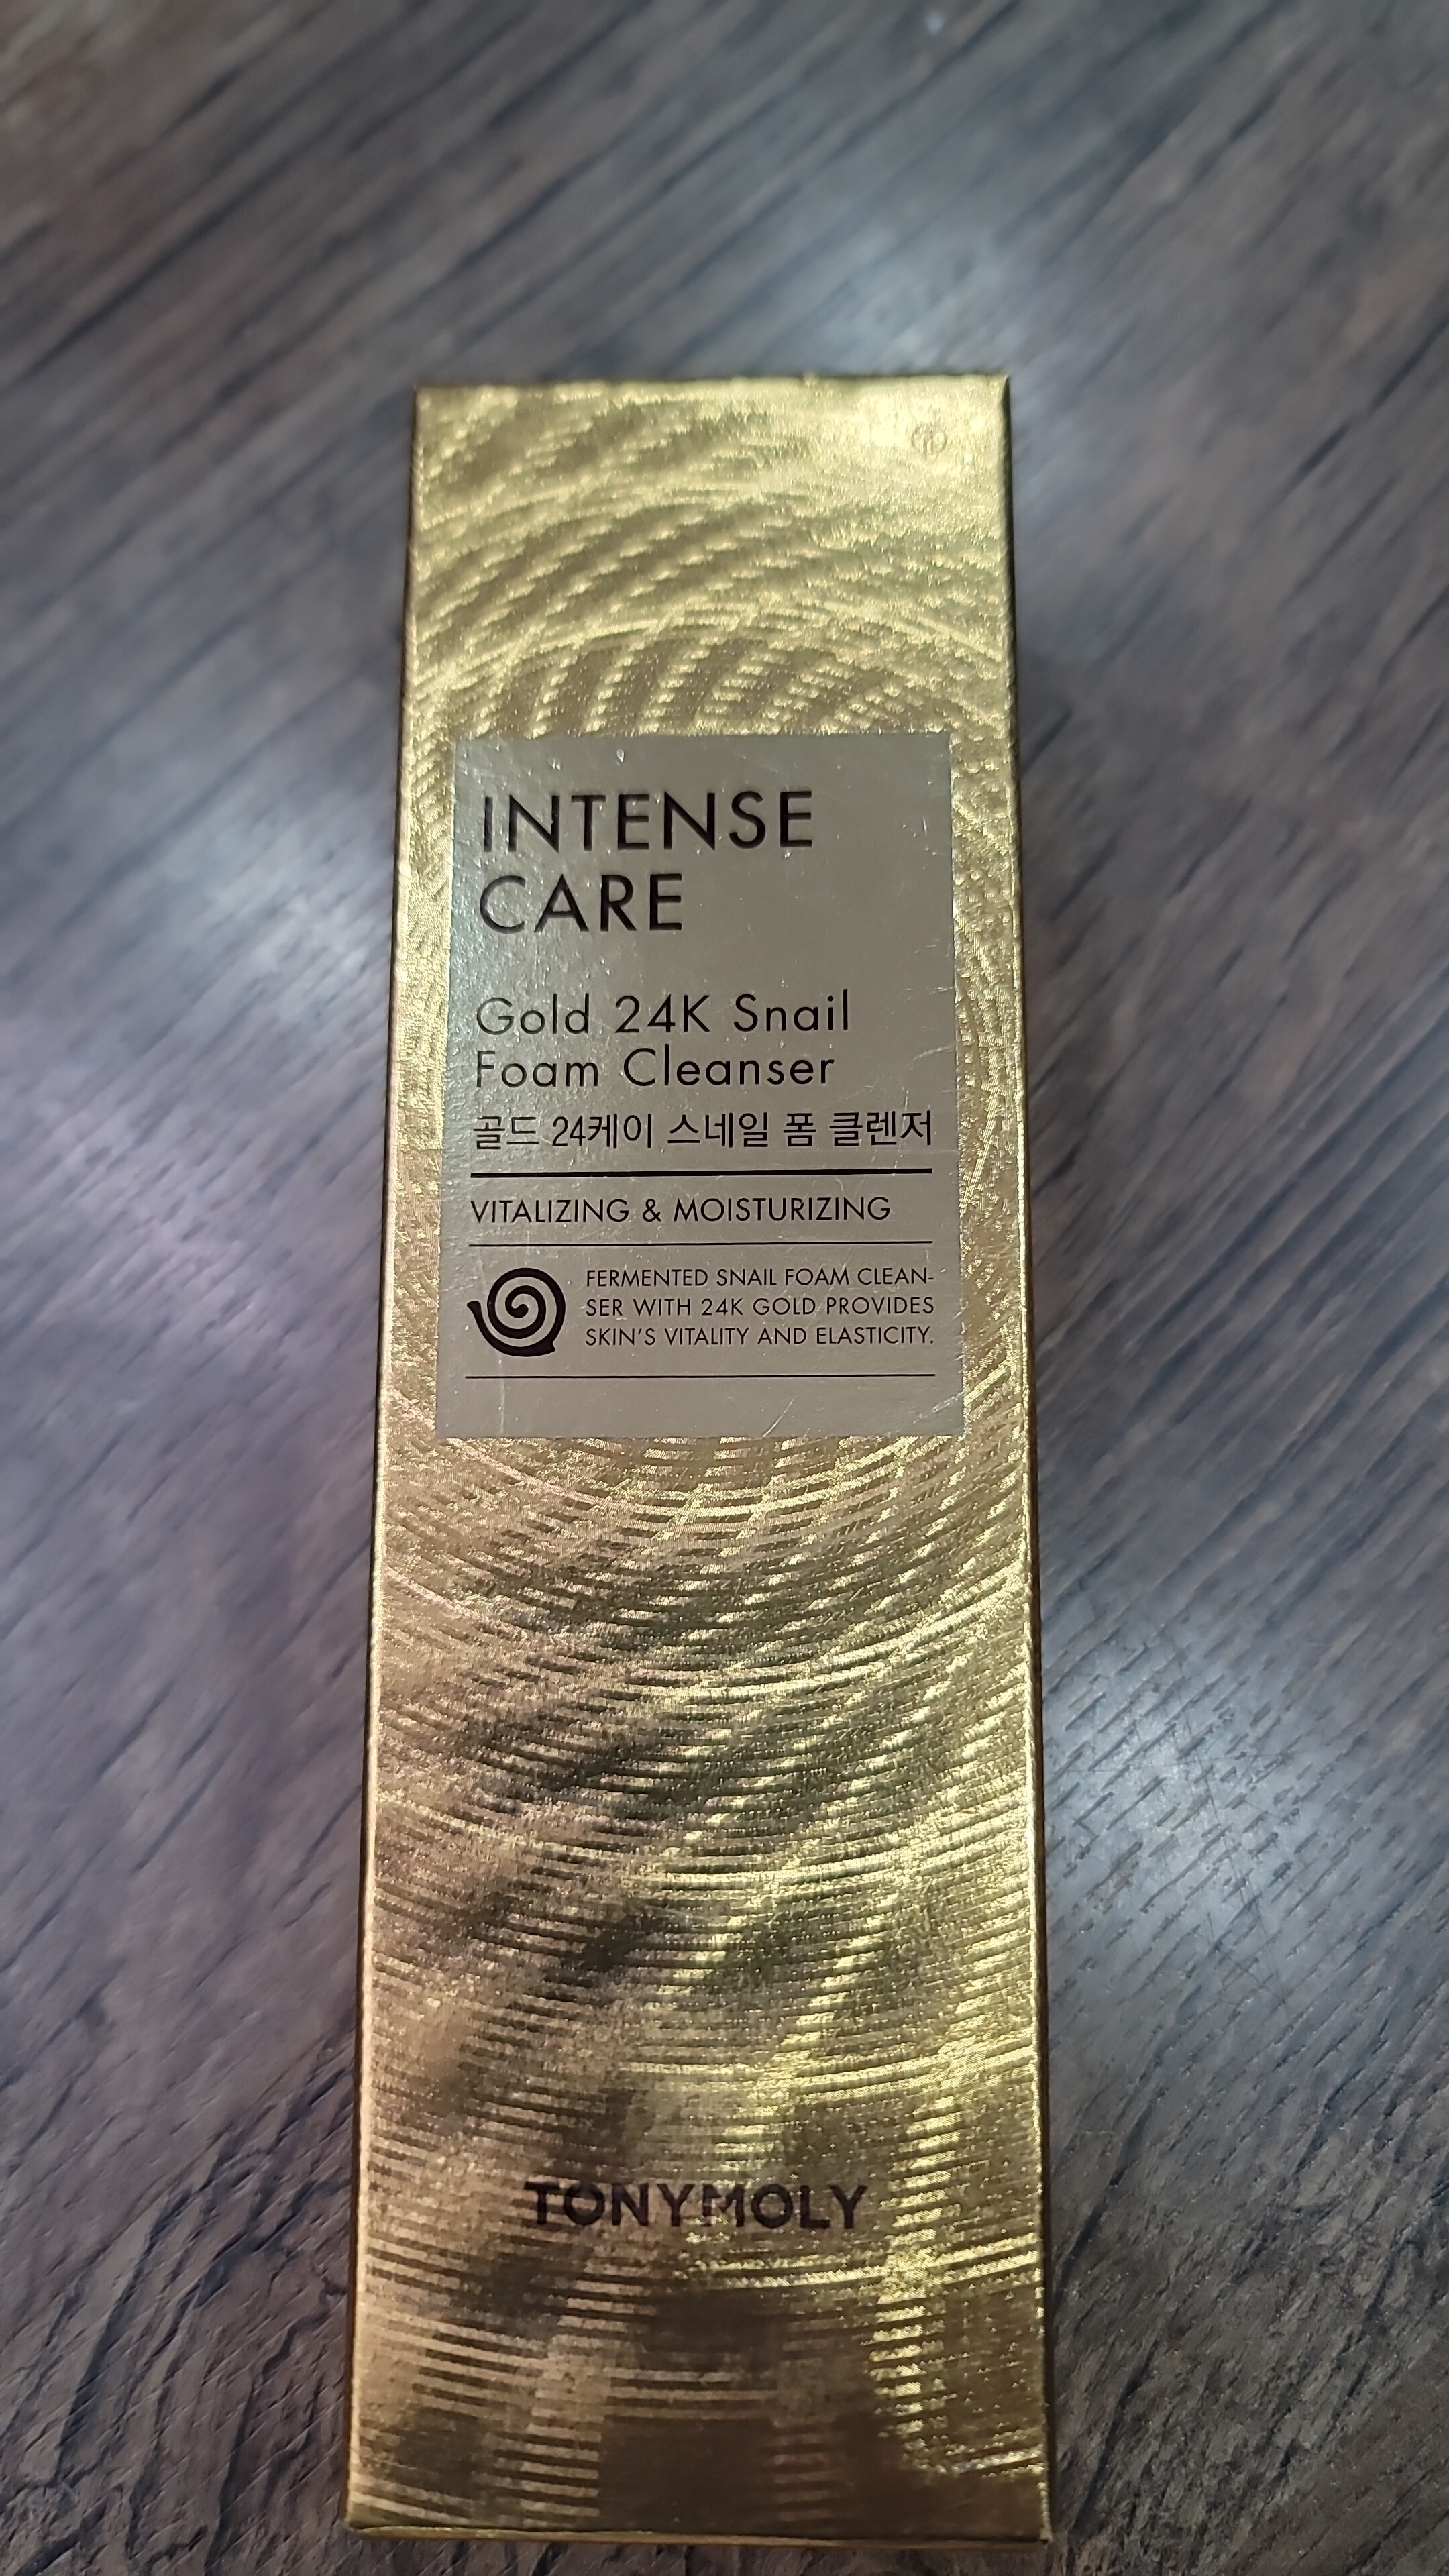 INTENSE
CARE
Gold 24K Snail
Foam Cleanser
골드 24케이 스네일 폼 클렌저
VITALIZING & MOISTURIZING
FERMENTED SNAIL FOAM CLEAN-
SER WITH 24K GOLD PROVIDES
SKIN'S VITALITY AND ELASTICITY.
TONYMOLY